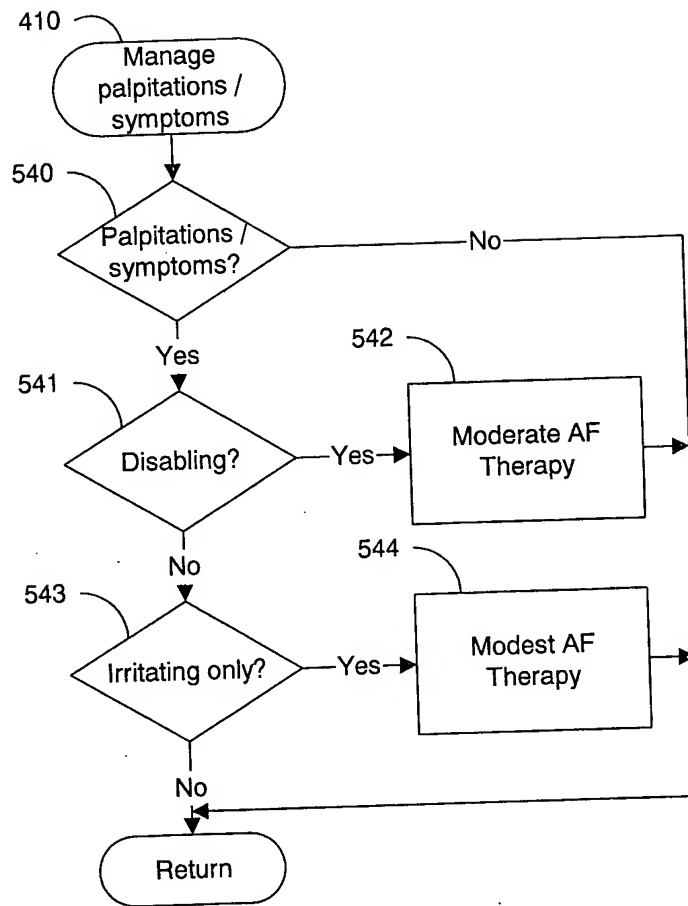 410
Manage
palpitations /
symptoms
540
Palpitations /
symptoms?
No
Yes
541
542
Disabling?
Yes
Moderate AF
Therapy
No
543
544
Irritating only?
Yes
Modest AF
Therapy
No
Return